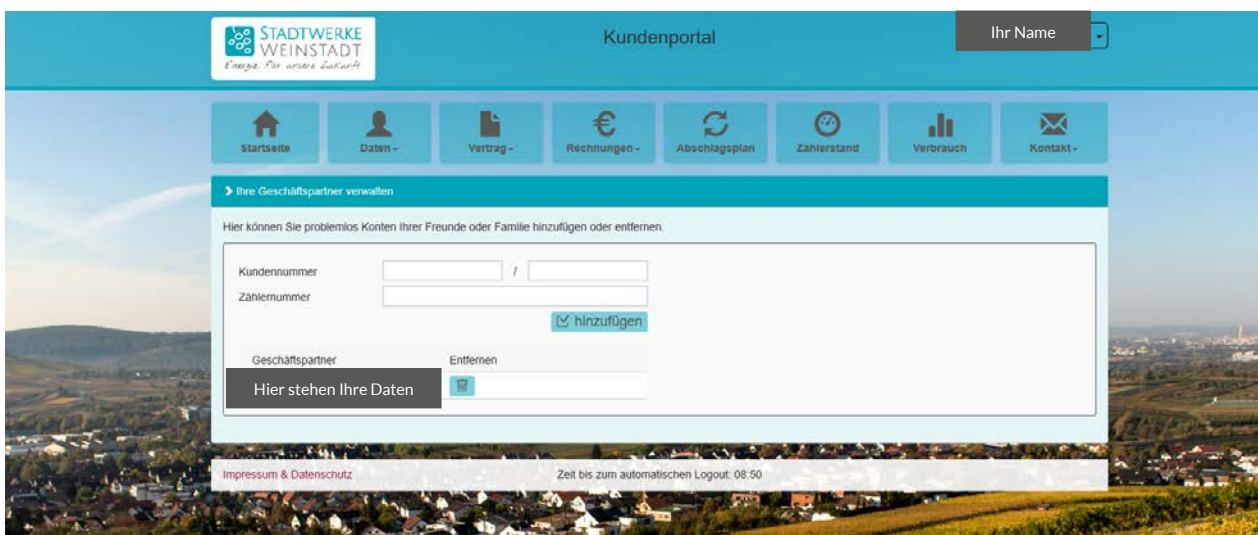 STADTWERKE
WEINSTADT
Energie. Für unsere Zukunft
Kundenportal
Ihr Name
Startseite Daten Vertrag Rechnungen Abschlagsplan Zählerstand Verbrauch Kontakt
Ihre Geschäftspartner verwalten
Hier können Sie problemlos Konten Ihrer Freunde oder Familie hinzufügen oder entfernen.
Kundennummer /
Zählernummer
hinzufügen
Geschäftspartner Entfernen
Hier stehen Ihre Daten
Impressum & Datenschutz Zeit bis zum automatischen Logout: 08:50